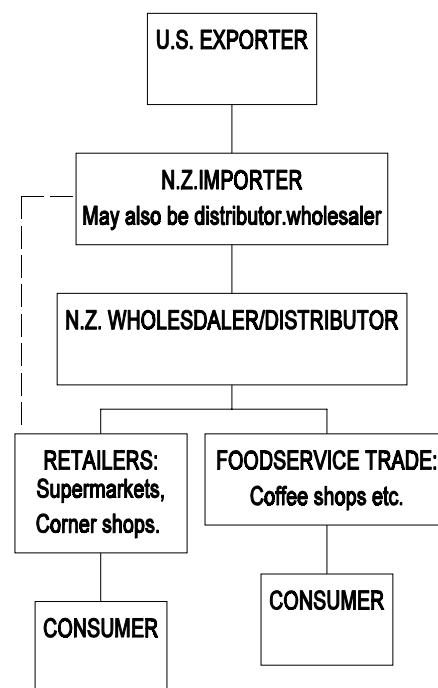 U.S. EXPORTER
N.Z.IMPORTER
May also be distributor.wholesaler
N.Z. WHOLESDALER/DISTRIBUTOR
RETAILERS:
Supermarkets,
Corner shops.
FOODSERVICE TRADE:
Coffee shops etc.
CONSUMER
CONSUMER